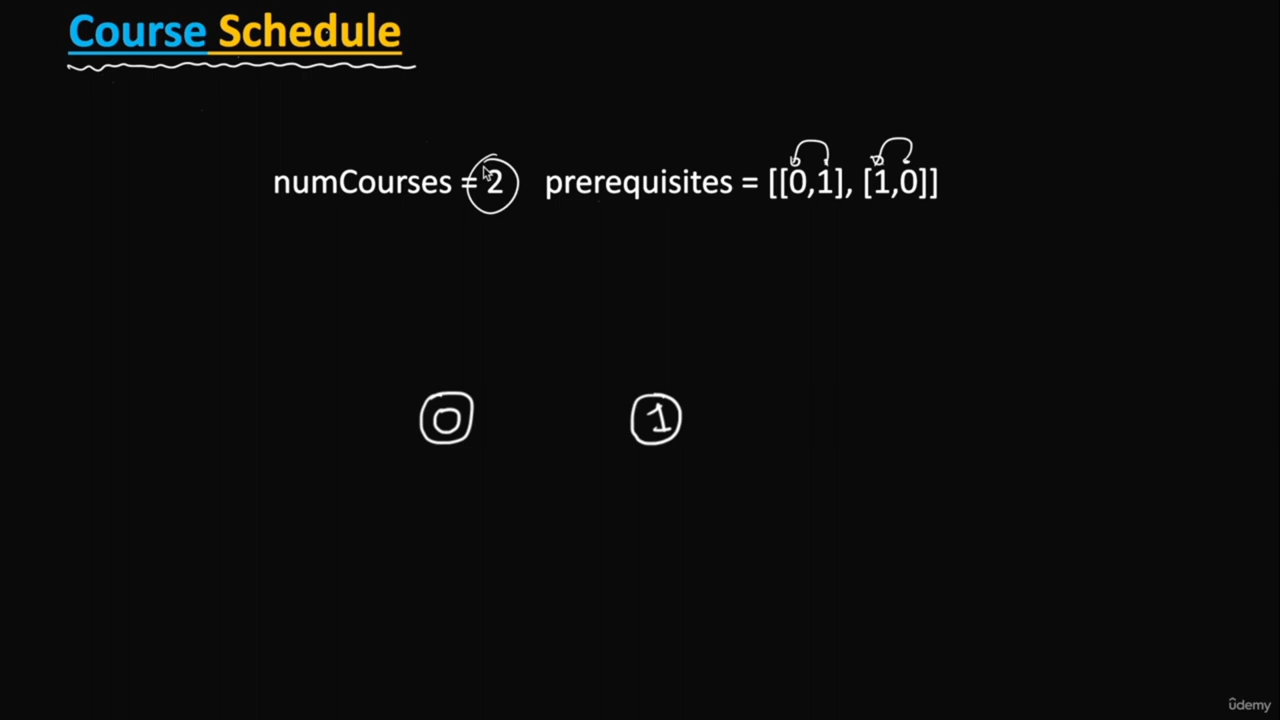 Course Schedule
numCourses = 2 prerequisites = [[0,1], [1,0]]
0 1
ûdemy